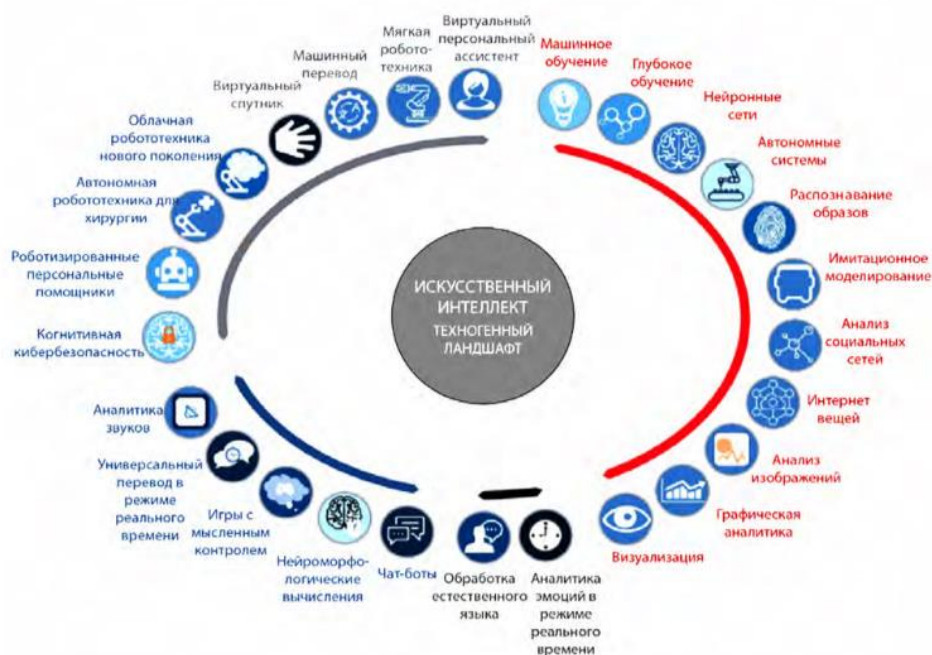 Виртуальный
персональный
ассистент
Мягкая
робото-
техника
Машинный
перевод
Виртуальный
спутник
Облачная
робототехника
нового поколения
Автономная
робототехника для
хирургии
Роботизированные
персональные
помощники
Когнитивная
кибербезопасность
Машинное
обучение
Глубокое
обучение
Нейронные
сети
Автономные
системы
Распознавание
образов
Имитационное
моделирование
Анализ
социальных
сетей
Интернет
вещей
Анализ
изображений
Графическая
аналитика
Визуализация
ИСКУССТВЕННЫЙ
ИНТЕЛЛЕКТ
ТЕХНОГЕННЫЙ
ЛАНДШАФТ
Аналитика
звуков
Универсальный
перевод в
режиме
реального
времени
Игры с
мысленным
контролем
Нейроморфо-
логические
вычисления
Чат-боты
Обработка
естественного
языка
Аналитика
эмоций в
режиме
реального
времени